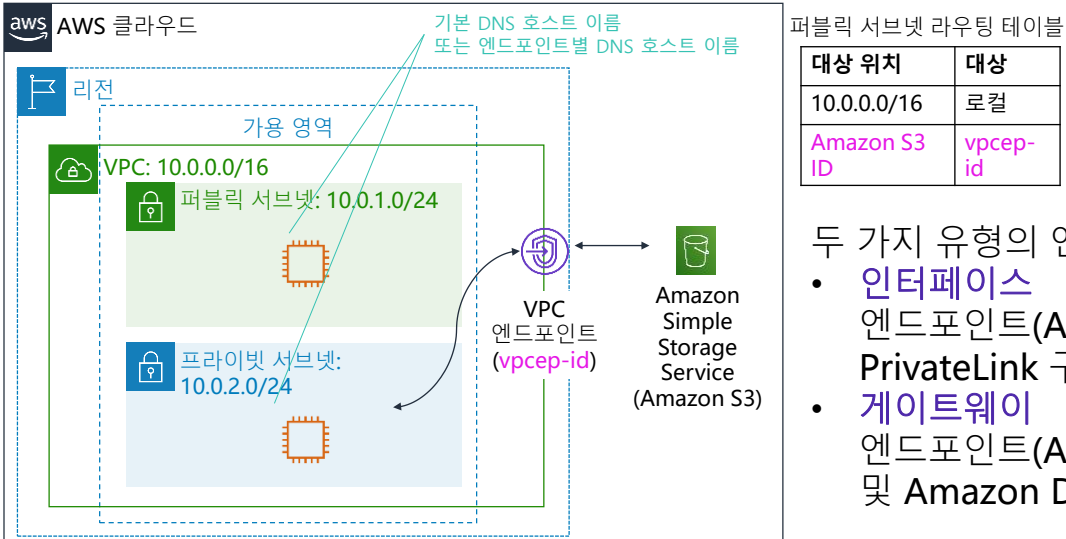 aws AWS 클라우드
기본 DNS 호스트 이름
또는 엔드포인트별 DNS 호스트 이름
리전
가용 영역
VPC: 10.0.0.0/16
퍼블릭 서브넷: 10.0.1.0/24
프라이빗 서브넷:
10.0.2.0/24
VPC
엔드포인트
(vpcep-id)
Amazon
Simple
Storage
Service
(Amazon S3)
퍼블릭 서브넷 라우팅 테이블
대상 위치 대상
10.0.0.0/16 로컬
Amazon S3 vpcep-
ID id
두 가지 유형의
• 인터페이스
엔드포인트(A
PrivateLink
• 게이트웨이
엔드포인트(A
및 Amazon D